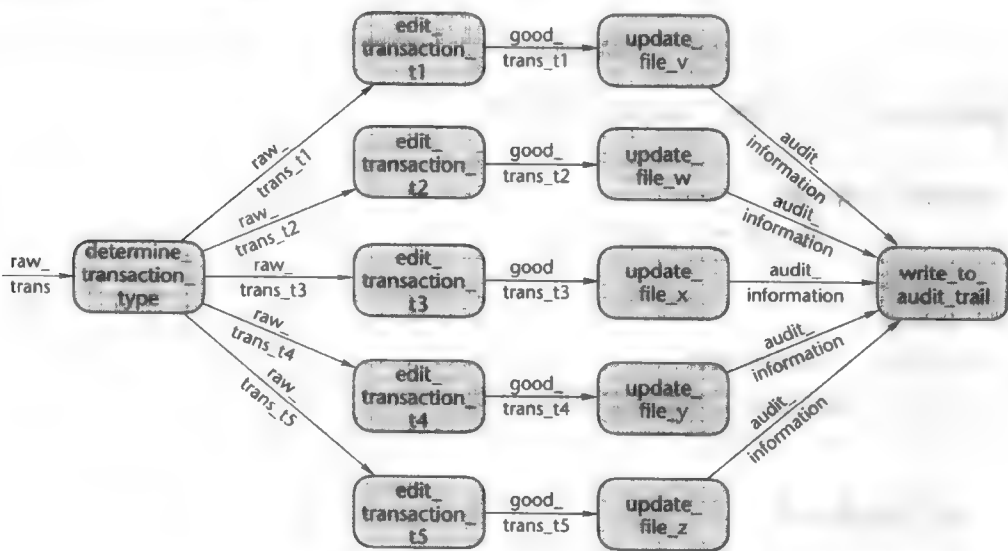 edit_
transaction_
t1
good_
trans_t1
update_
file_v
audit_
information
raw_
trans_t1
edit_
transaction_
t2
good_
trans_t2
update_
file_w
audit_
information
raw_
trans_t2
raw_
trans
determine_
transaction_
type
raw_
trans_t3
edit_
transaction_
t3
good
trans_t3
update_
file_x
audit_
information
write_to_
audit_trail
raw_
trans_t4
edit_
transaction_
t4
good_
trans_t4
update_
file_y
audit_
information
raw_
trans_t5
edit_
transaction_
t5
good_
trans_t5
update_
file_z
audit_
information